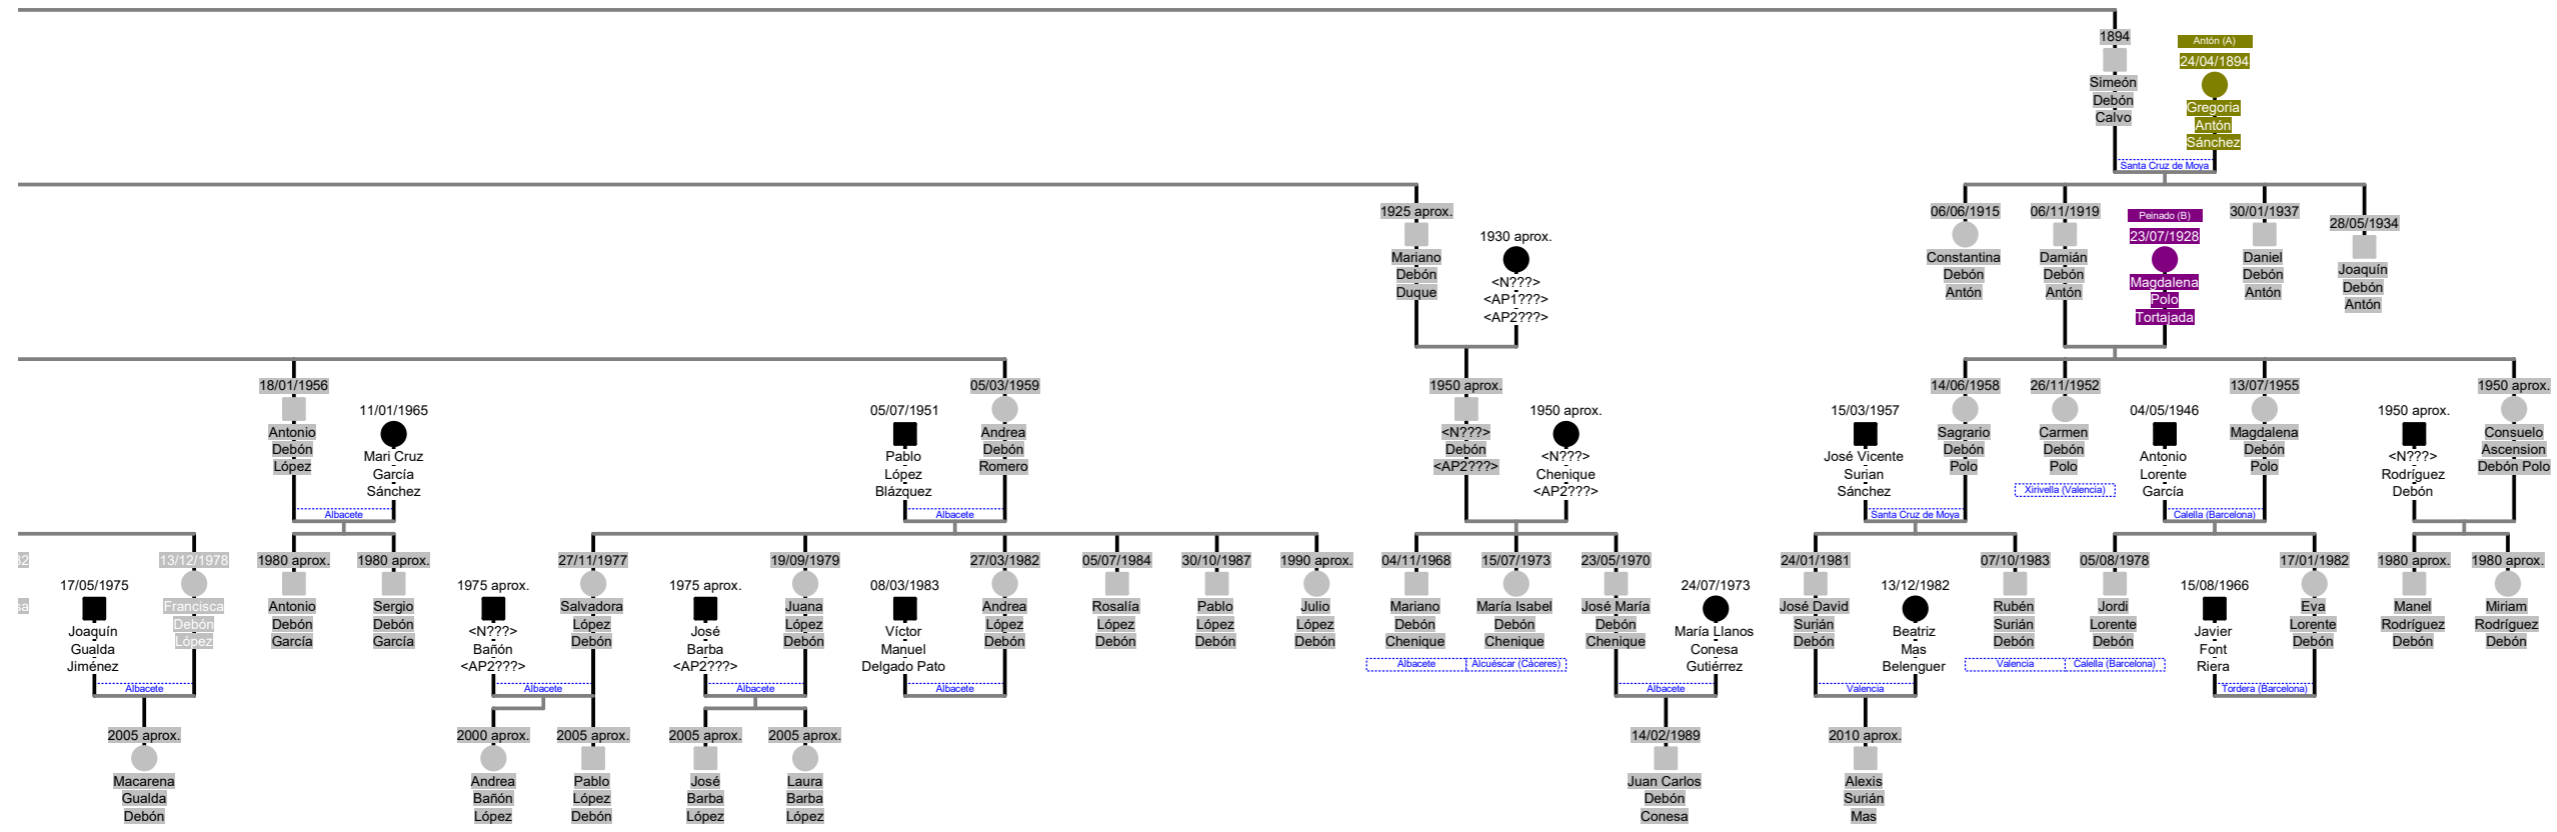 1894
Simeón
Debón
Calvo
Antón (A)
24/04/1894
Gregoria
Antón
Sánchez
Santa Cruz de Moya
1925 aprox.
Mariano
Debón
Duque
1930 aprox.
<N???>
<AP1???>
<AP2???>
06/06/1915
Constantina
Debón
Antón
06/11/1919
Damián
Debón
Antón
Peinado (B)
23/07/1928
Magdalena
Polo
Tortajada
30/01/1937
Daniel
Debón
Antón
28/05/1934
Joaquín
Debón
Antón
18/01/1956
Antonio
Debón
López
11/01/1965
Mari Cruz
García
Sánchez
Albacete
05/07/1951
Pablo
López
Blázquez
05/03/1959
Andrea
Debón
Romero
Albacete
1950 aprox.
<N???>
Debón
<AP2???>
1950 aprox.
<N???>
Chenique
<AP2???>
15/03/1957
José Vicente
Surian
Sánchez
14/06/1958
Sagrario
Debón
Polo
Santa Cruz de Moya
26/11/1952
Carmen
Debón
Polo
Xirivella (Valencia)
04/05/1946
Antonio
Lorente
García
13/07/1955
Magdalena
Debón
Polo
Calella (Barcelona)
1950 aprox.
<N???>
Rodríguez
Debón
1950 aprox.
Consuelo
Ascension
Debón Polo
17/05/1975
Joaquín
Gualda
Jiménez
13/12/1978
Francisca
Debón
López
Albacete
1980 aprox.
Antonio
Debón
García
1980 aprox.
Sergio
Debón
García
1975 aprox.
<N???>
Bañón
<AP2???>
27/11/1977
Salvadora
López
Debón
Albacete
1975 aprox.
José
Barba
<AP2???>
19/09/1979
Juana
López
Debón
Albacete
08/03/1983
Víctor
Manuel
Delgado Pato
27/03/1982
Andrea
López
Debón
Albacete
05/07/1984
Rosalía
López
Debón
30/10/1987
Pablo
López
Debón
1990 aprox.
Julio
López
Debón
04/11/1968
Mariano
Debón
Chenique
Albacete
15/07/1973
María Isabel
Debón
Chenique
Alcuéscar (Cáceres)
23/05/1970
José María
Debón
Chenique
24/07/1973
María Llanos
Conesa
Gutiérrez
Albacete
24/01/1981
José David
Surián
Debón
13/12/1982
Beatriz
Mas
Belenguer
Valencia
07/10/1983
Rubén
Surián
Debón
Valencia
05/08/1978
Jordi
Lorente
Debón
Calella (Barcelona)
15/08/1966
Javier
Font
Riera
17/01/1982
Eva
Lorente
Debón
Tordera (Barcelona)
1980 aprox.
Manel
Rodríguez
Debón
1980 aprox.
Miriam
Rodríguez
Debón
2005 aprox.
Macarena
Gualda
Debón
2000 aprox.
Andrea
Bañón
López
2005 aprox.
Pablo
López
Debón
2005 aprox.
José
Barba
López
2005 aprox.
Laura
Barba
López
14/02/1989
Juan Carlos
Debón
Conesa
2010 aprox.
Alexis
Surián
Mas